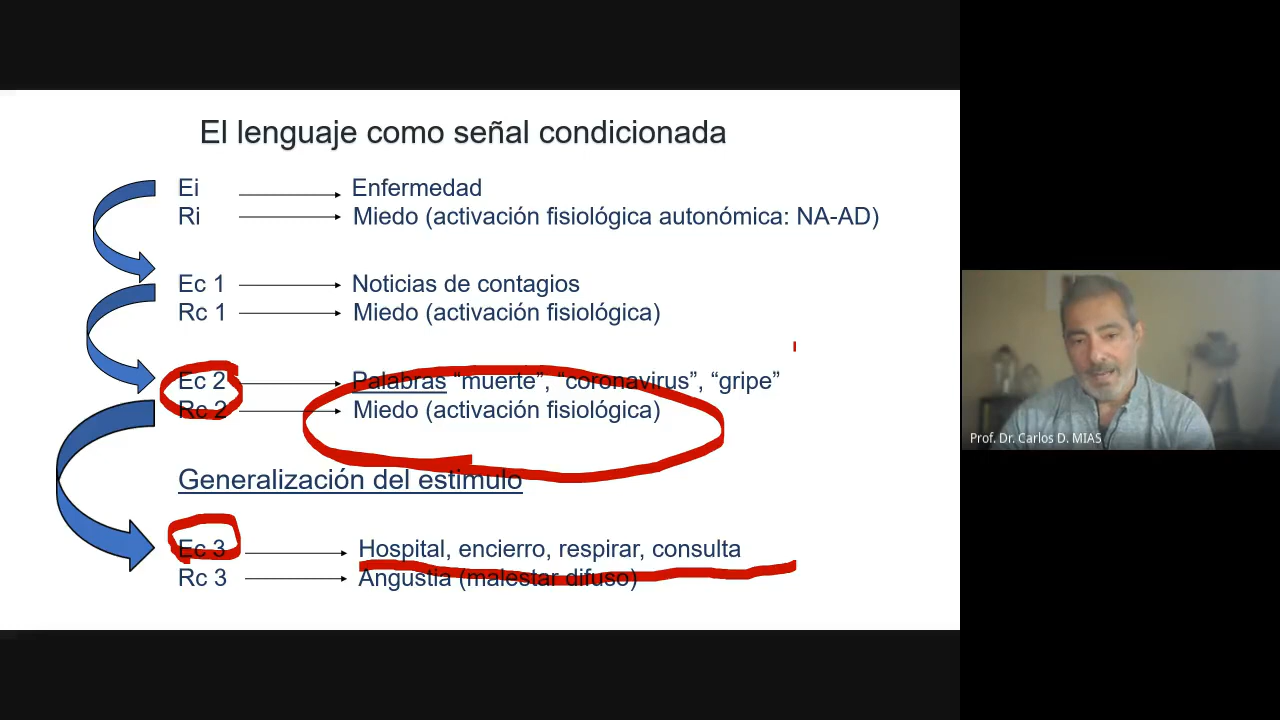 El lenguaje como señal condicionada
Ei Enfermedad
Ri Miedo (activación fisiológica autonómica: NA-AD)
Ec 1 Noticias de contagios
Rc 1 Miedo (activación fisiológica)
Ec 2 Palabras “muerte”, “coronavirus”, “gripe”
Rc 2 Miedo (activación fisiológica)
Generalización del estimulo
Ec 3 Hospital, encierro, respirar, consulta
Rc 3 Angustia (malestar difuso)
Prof. Dr. Carlos D. MIAS